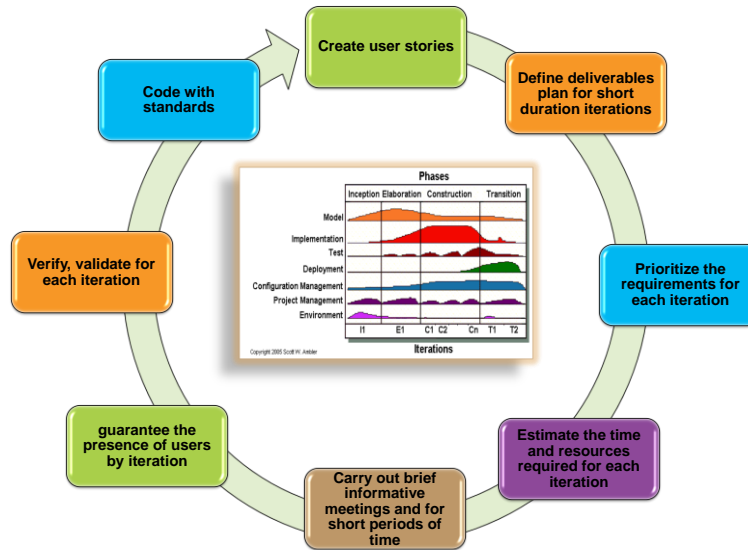 Create user stories
Define deliverables
plan for short
duration iterations
Prioritize the
requirements for
each iteration
Estimate the time
and resources
required for each
iteration
Carry out brief
informative
meetings and for
short periods of
time
guarantee the
presence of users
by iteration
Verify, validate for
each iteration
Code with
standards
Phases
Inception Elaboration Construction Transition
Model
Implementation
Test
Deployment
Configuration Management
Project Management
Environment
I1 E1 C1 C2 Cn T1 T2
Iterations
Copyright 2005 Scott W. Ambler